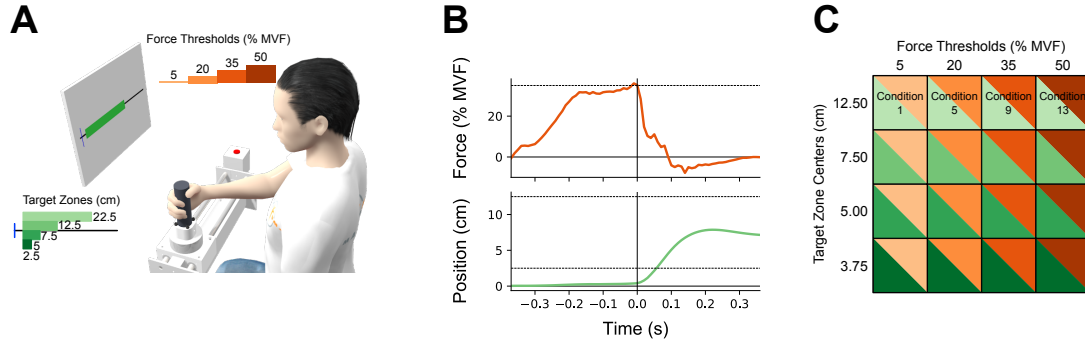 A
Force Thresholds (% MVF)
5 20 35 50
Target Zones (cm)
22.5
12.5
7.5
5
2.5
B
Force (% MVF)
20
0
Position (cm)
10
5
0
−0.3 −0.2 −0.1 0.0 0.1 0.2 0.3
Time (s)
C
Force Thresholds (% MVF)
5 20 35 50
Target Zone Centers (cm)
12.50
7.50
5.00
3.75
Condition 1
Condition 5
Condition 9
Condition 13